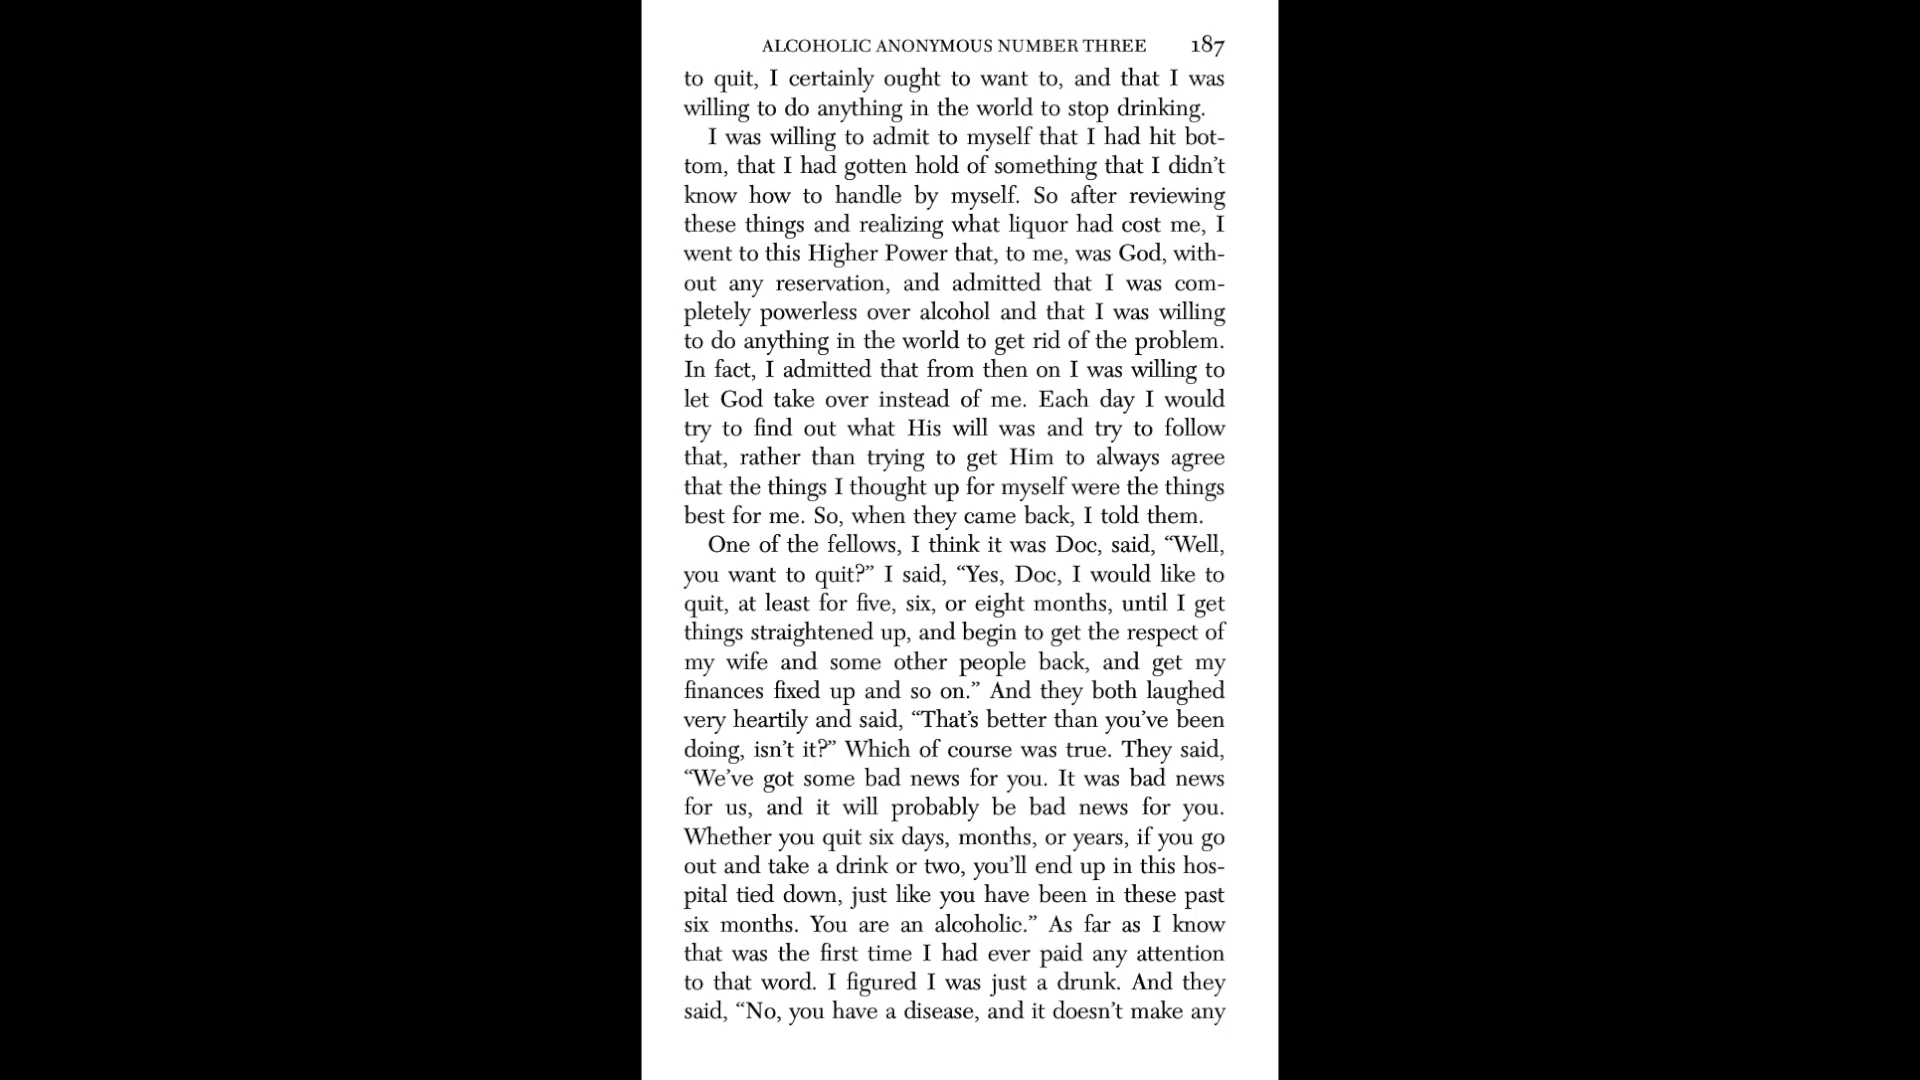 ALCOHOLIC ANONYMOUS NUMBER THREE 187
to quit, I certainly ought to want to, and that I was
willing to do anything in the world to stop drinking.
I was willing to admit to myself that I had hit bot-
tom, that I had gotten hold of something that I didn’t
know how to handle by myself. So after reviewing
these things and realizing what liquor had cost me, I
went to this Higher Power that, to me, was God, with-
out any reservation, and admitted that I was com-
pletely powerless over alcohol and that I was willing
to do anything in the world to get rid of the problem.
In fact, I admitted that from then on I was willing to
let God take over instead of me. Each day I would
try to find out what His will was and try to follow
that, rather than trying to get Him to always agree
that the things I thought up for myself were the things
best for me. So, when they came back, I told them.
One of the fellows, I think it was Doc, said, “Well,
you want to quit?” I said, “Yes, Doc, I would like to
quit, at least for five, six, or eight months, until I get
things straightened up, and begin to get the respect of
my wife and some other people back, and get my
finances fixed up and so on.” And they both laughed
very heartily and said, “That’s better than you’ve been
doing, isn’t it?” Which of course was true. They said,
“We’ve got some bad news for you. It was bad news
for us, and it will probably be bad news for you.
Whether you quit six days, months, or years, if you go
out and take a drink or two, you’ll end up in this hos-
pital tied down, just like you have been in these past
six months. You are an alcoholic.” As far as I know
that was the first time I had ever paid any attention
to that word. I figured I was just a drunk. And they
said, “No, you have a disease, and it doesn’t make any